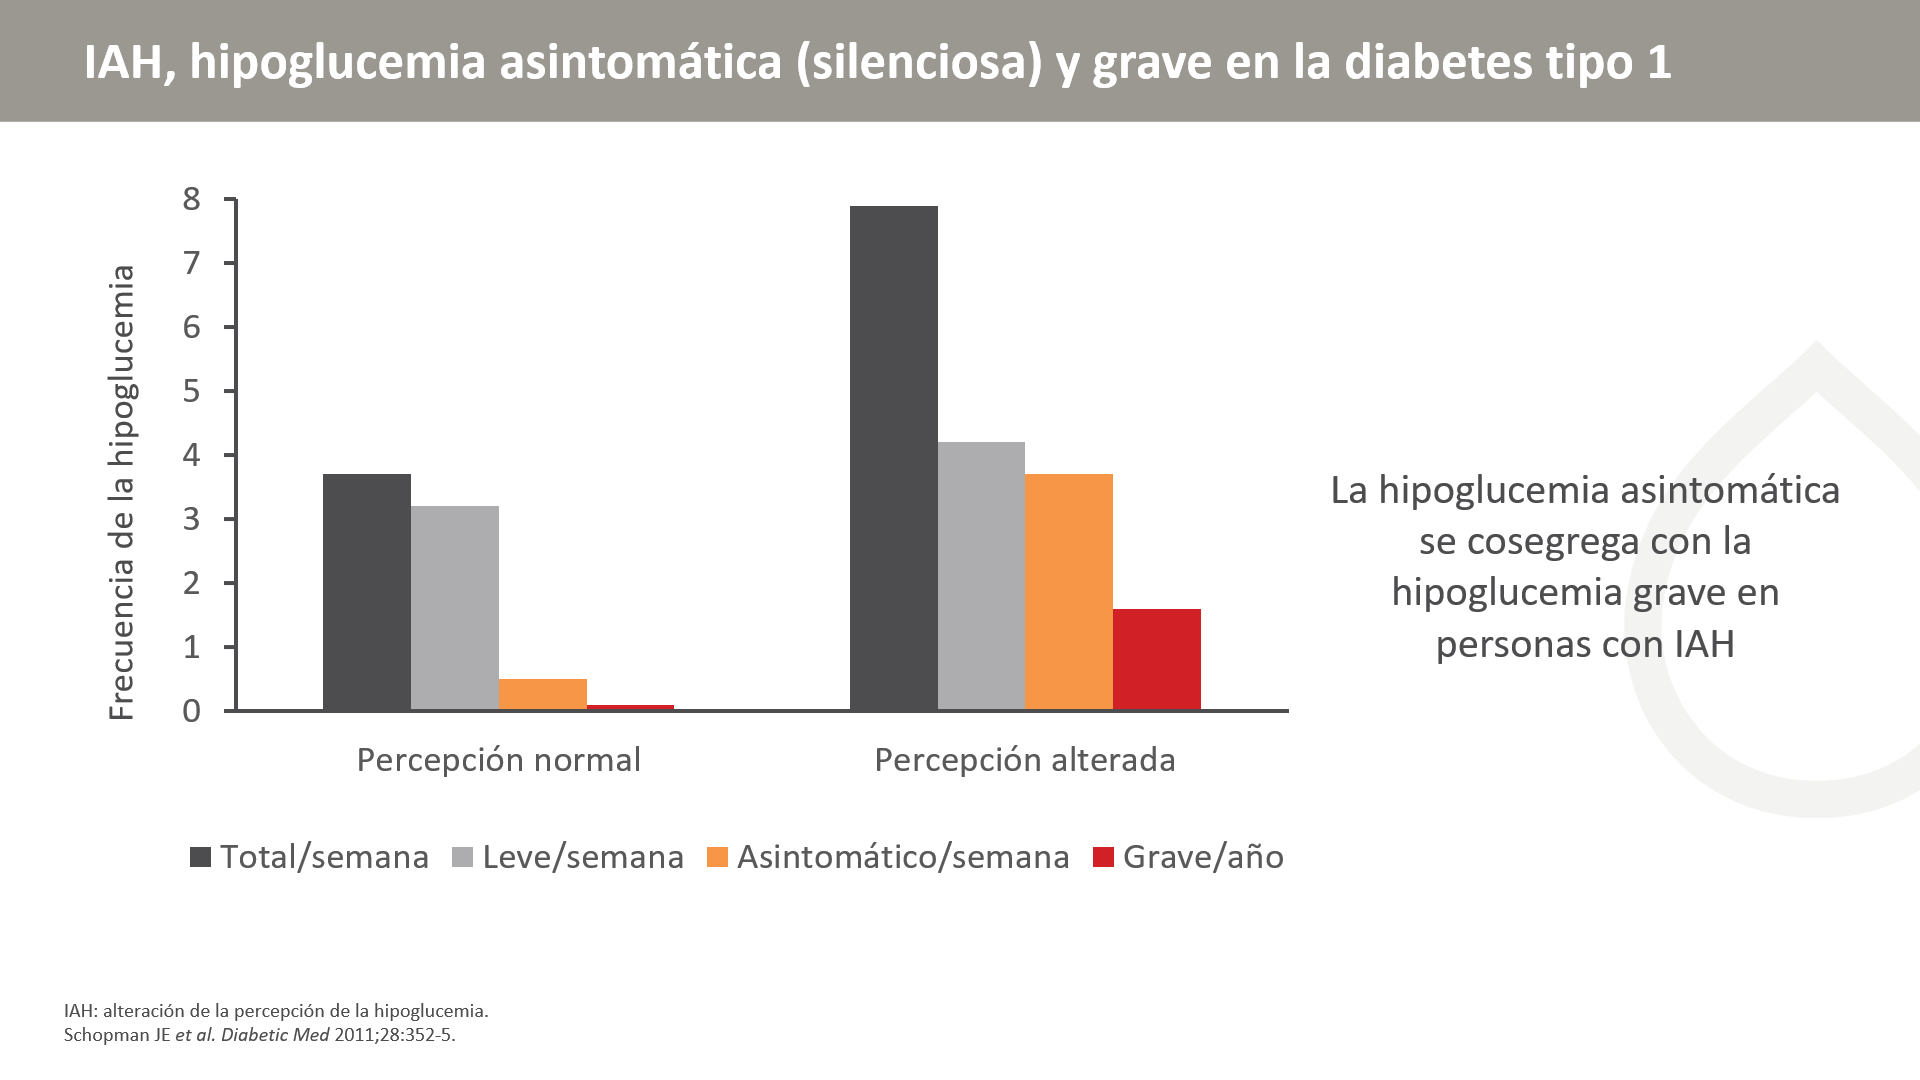 IAH, hipoglucemia asintomática (silenciosa) y grave en la diabetes tipo 1
Frecuencia de la hipoglucemia
8
7
6
5
4
3
2
1
0
Percepción normal
Percepción alterada
Total/semana
Leve/semana
Asintomático/semana
Grave/año
La hipoglucemia asintomática
se cosegrega con la
hipoglucemia grave en
personas con IAH
IAH: alteración de la percepción de la hipoglucemia.
Schopman JE et al. Diabetic Med 2011;28:352-5.